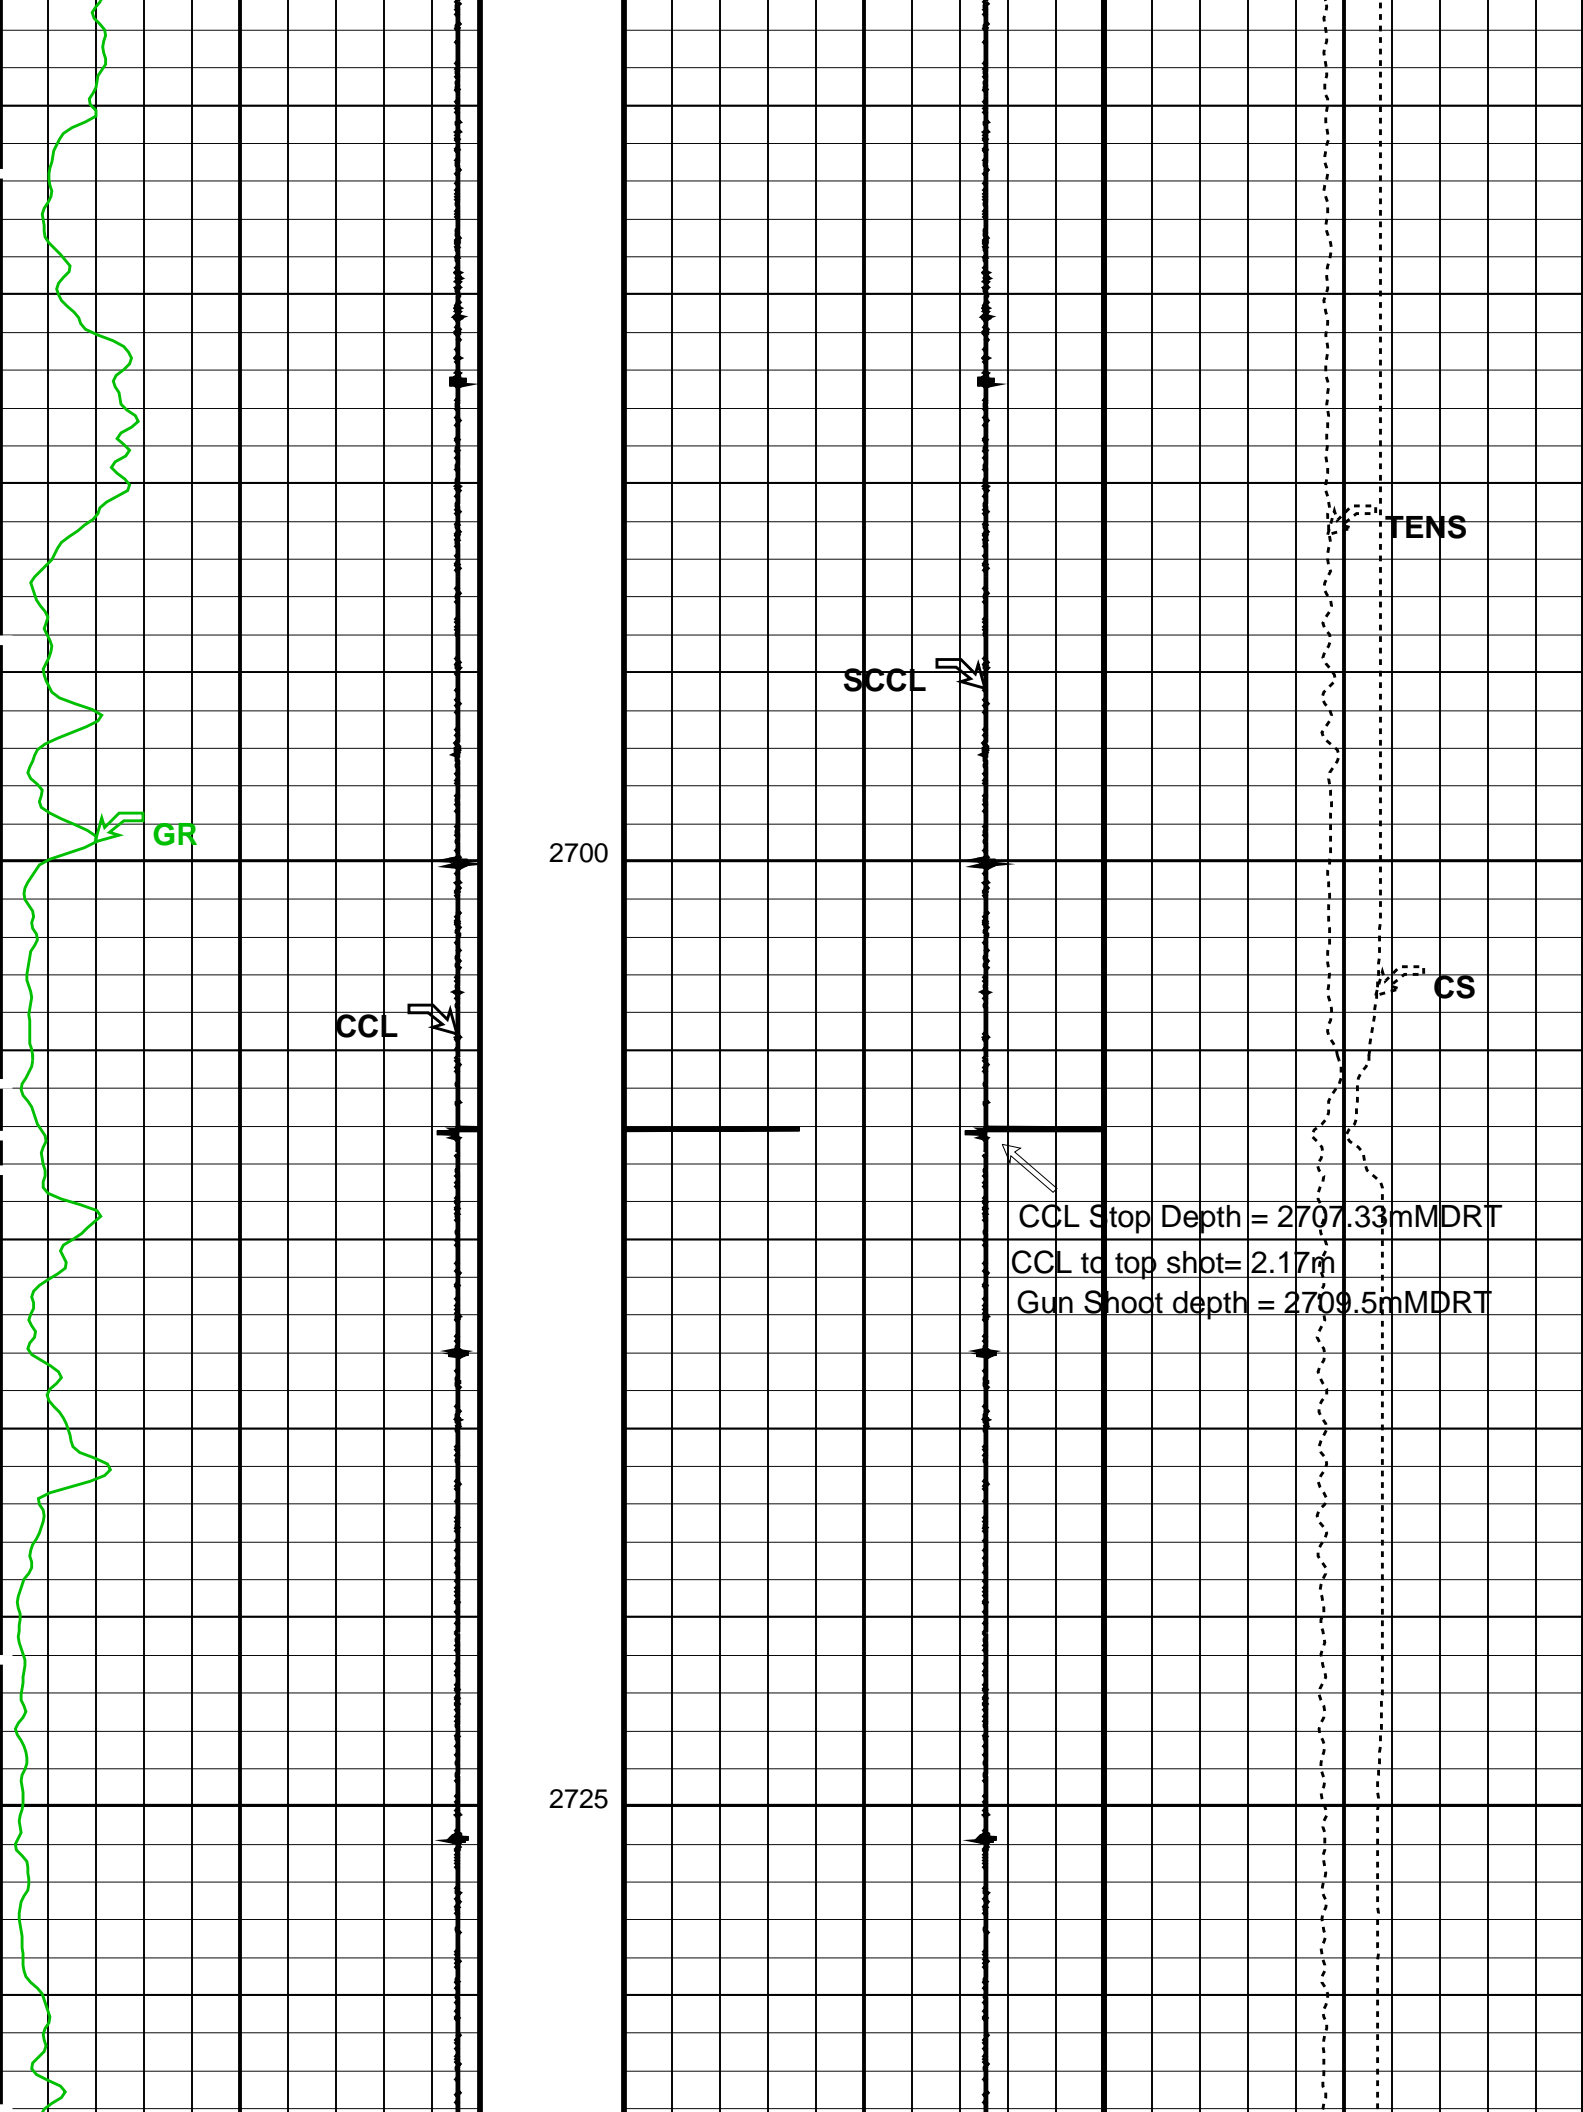 TENS
SCCL
GR
2700
CS
CCL
CCL Stop Depth = 2707.33mMDRT
CCL to top shot= 2.17m
Gun Shoot depth = 2709.5mMDRT
2725